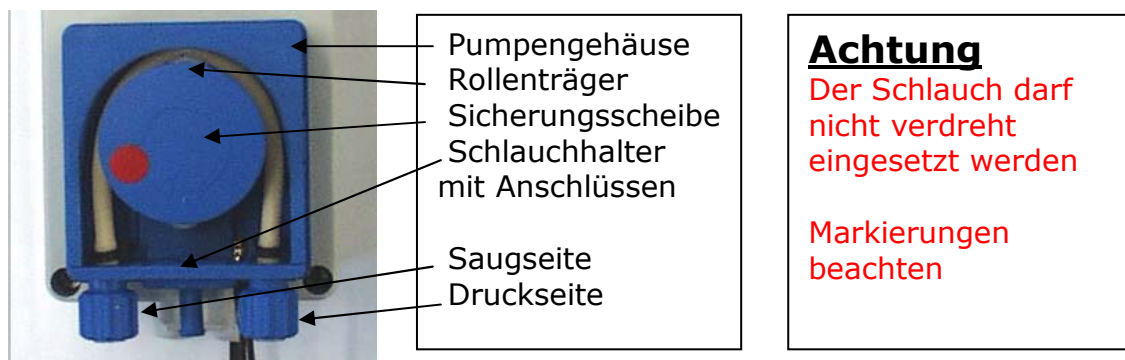 Pumpengehäuse
Rollenträger
Sicherungsscheibe
Schlauchhalter
mit Anschlüssen
Saugseite
Druckseite
Achtung
Der Schlauch darf
nicht verdreht
eingesetzt werden
Markierungen
beachten